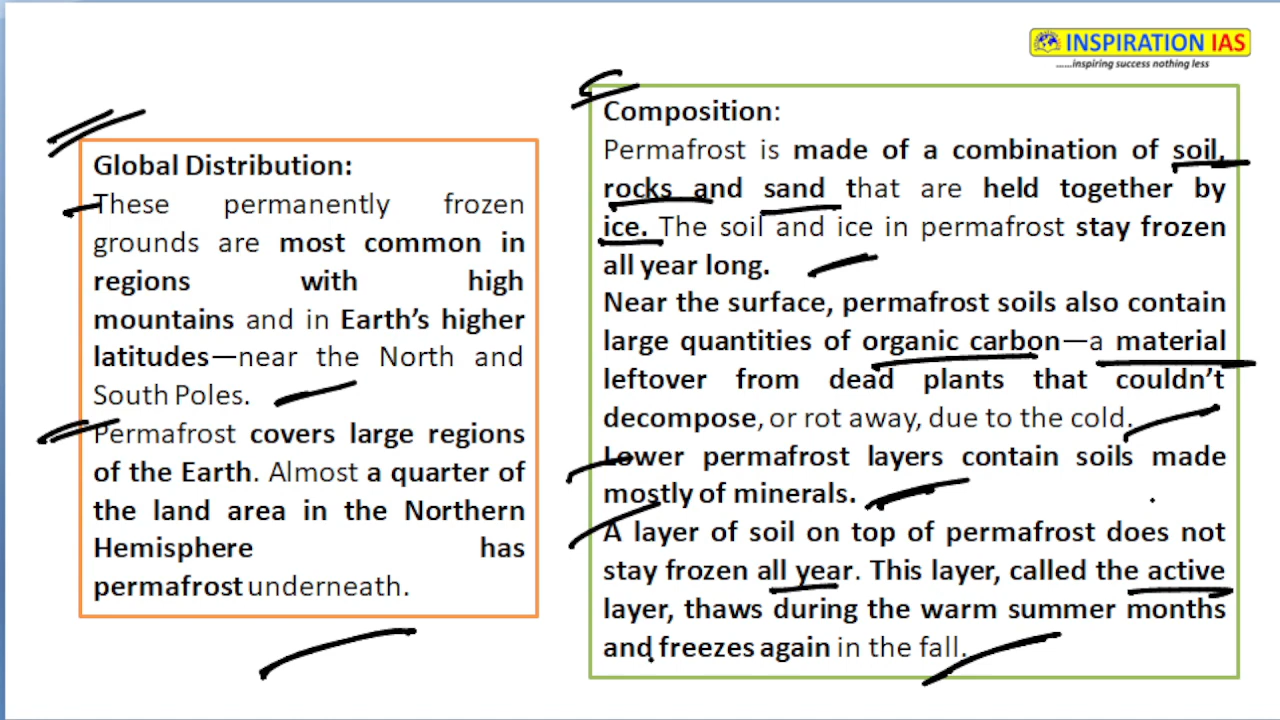 INSPIRATION IAS
......inspiring success nothing less
Global Distribution:
These permanently frozen
grounds are most common in
regions with high
mountains and in Earth's higher
latitudes—near the North and
South Poles.
Permafrost covers large regions
of the Earth. Almost a quarter of
the land area in the Northern
Hemisphere has
permafrost underneath.
Composition:
Permafrost is made of a combination of soil,
rocks and sand that are held together by
ice. The soil and ice in permafrost stay frozen
all year long.
Near the surface, permafrost soils also contain
large quantities of organic carbon—a material
leftover from dead plants that couldn't
decompose, or rot away, due to the cold.
Lower permafrost layers contain soils made
mostly of minerals.
A layer of soil on top of permafrost does not
stay frozen all year. This layer, called the active
layer, thaws during the warm summer months
and freezes again in the fall.